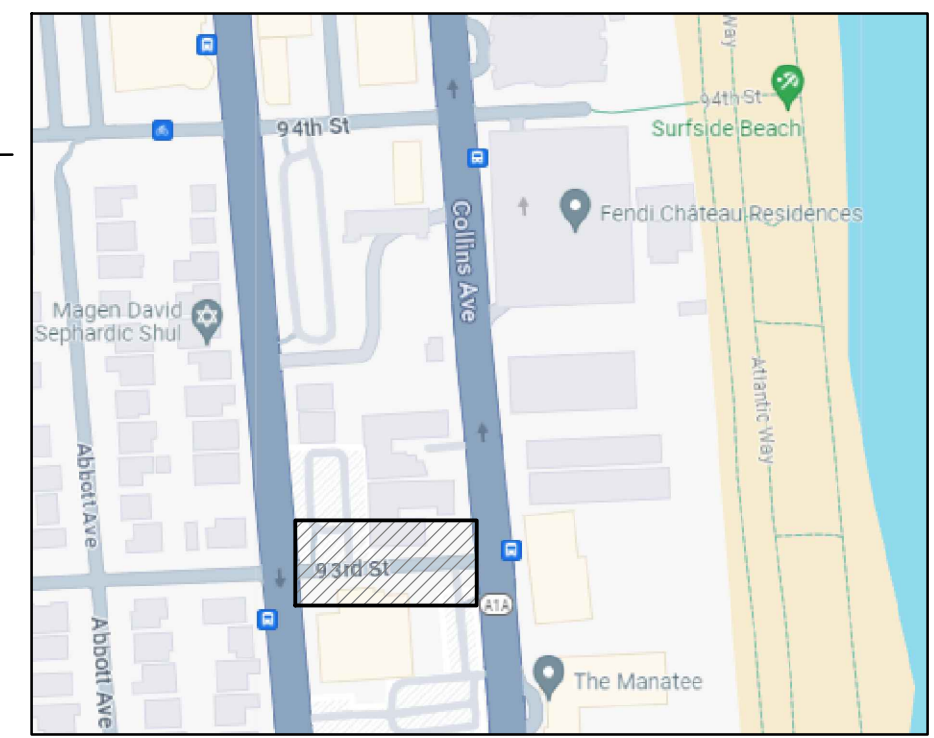 Way
94th St
94th St
Surfside Beach
Fendi Château Residences
Collins Ave
Magen David
Sephardic Shul
Atlantic Way
Abbott Ave
93rd St
A1A
Abbott Ave
The Manatee